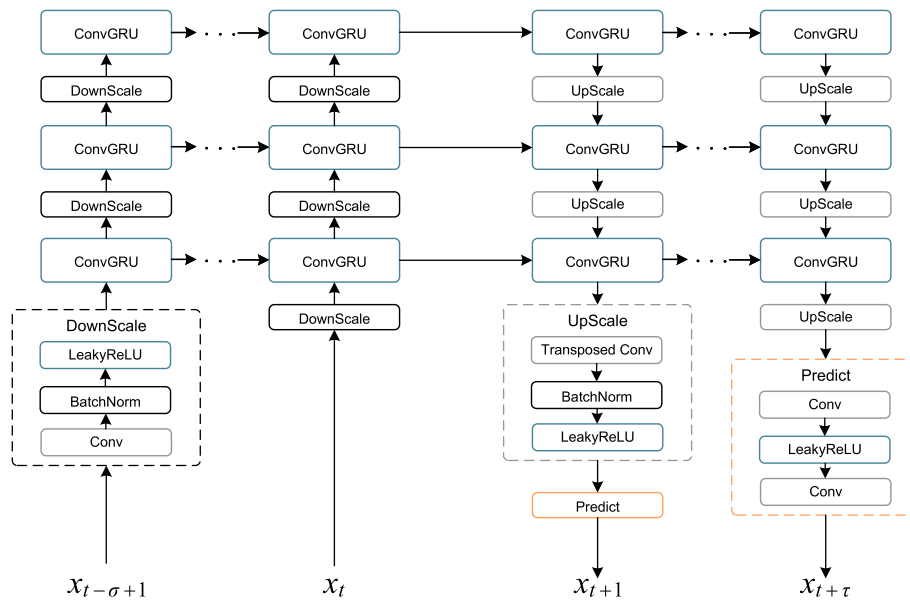 ConvGRU . . . ConvGRU ConvGRU . . . ConvGRU
DownScale DownScale UpScale UpScale
ConvGRU . . . ConvGRU ConvGRU . . . ConvGRU
DownScale DownScale UpScale UpScale
ConvGRU . . . ConvGRU ConvGRU . . . ConvGRU
DownScale
LeakyReLU
BatchNorm
Conv
DownScale
UpScale
Transposed Conv
BatchNorm
LeakyReLU
Predict
UpScale
Predict
Conv
LeakyReLU
Conv
x_{t−σ+1} x_t x_{t+1} x_{t+τ}